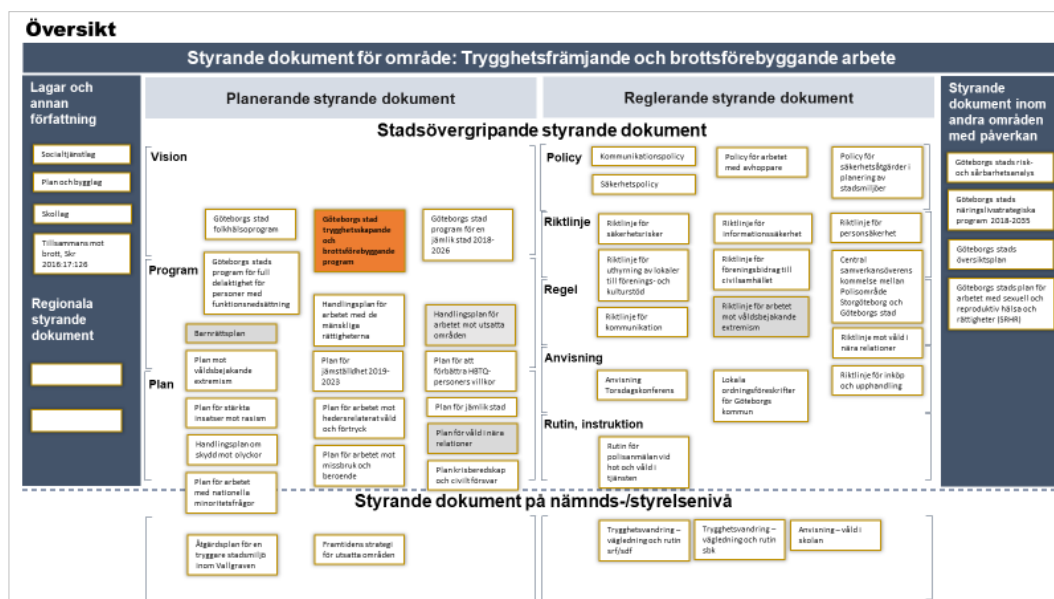 Översikt
Styrande dokument för område: Trygghetsfrämjande och brottsförebyggande arbete
Lagar och
annan
författning
Socialtjänstlag
Plan och bygglag
Skollag
Tillsammans mot
brott, Skr
2016:17:126
Regionala
styrande
dokument
Planerande styrande dokument
Reglerande styrande dokument
Stadsövergripande styrande dokument
Vision
Göteborg stad
folkhälsoprogram
Göteborg stad
trygghetsskapande
och
brottsförebyggande
program
Göteborg stad
program för en
jämlik stad 2018-
2026
Program
Göteborgs stads
program för full
delaktighet för
personer med
funktionsnedsättning
Handlingsplan för
arbetet med de
mänskliga
rättigheterna
Handlingsplan för
arbetet mot utsatta
områden
Barnrättsplan
Plan mot
våldsbejakande
extremism
Plan för
jämställdhet 2019-
2023
Plan för att
förbättra HBTQ-
personers villkor
Plan
Plan för stärkta
insatser mot rasism
Plan för arbetet mot
hedersrelaterat våld
och förtryck
Plan för jämlik stad
Plan för våld i nära
relationer
Handlingsplan om
skydd mot olyckor
Plan för arbetet mot
missbruk och
beroende
Plan krisberedskap
och civilt försvar
Plan för arbetet
med nationella
minoritetsfrågor
Policy
Kommunikationspolicy
Säkerhetspolicy
Policy för arbetet
med avhoppare
Policy för
säkerhetsåtgärder i
planering av
stadsmiljöer
Riktlinje
Riktlinje för
säkerhetsrisker
Riktlinje för
informationssäkerhet
Riktlinje för
personsäkerhet
Riktlinje för
uthyrning av lokaler
till förenings- och
kulturstöd
Riktlinje för
föreningsbidrag till
civilsamhället
Central
samverkansöverens
kommelse mellan
Polisområde
Storgöteborg och
Göteborg stad
Regel
Riktlinje för
kommunikation
Riktlinje för arbetet
mot våldsbejakande
extremism
Riktlinje mot våld i
nära relationer
Anvisning
Anvisning
Torsdagskonferens
Lokala
ordningsföreskrifter
för Göteborgs
kommun
Riktlinje för inköp
och upphandling
Rutin, instruktion
Rutin för
polisanmälan vid
hot och våld i
tjänsten
Styrande
dokument inom
andra områden
med påverkan
Göteborgs stads risk-
och sårbarhetsanalys
Göteborgs stads
näringslivsstrategiska
program 2018-2035
Göteborgs stads
översiktsplan
Göteborgs stads plan för
arbetet med sexuell och
reproduktiv hälsa och
rättigheter (SRHR)
Styrande dokument på nämnds-/styrelsenivå
Åtgärdsplan för en
tryggare stadsmiljö
inom Vallgraven
Framtidens strategi
för utsatta områden
Trygghetsvandring –
vägledning och rutin
srf/sdf
Trygghetsvandring –
vägledning och rutin
sbk
Anvisning – våld i
skolan